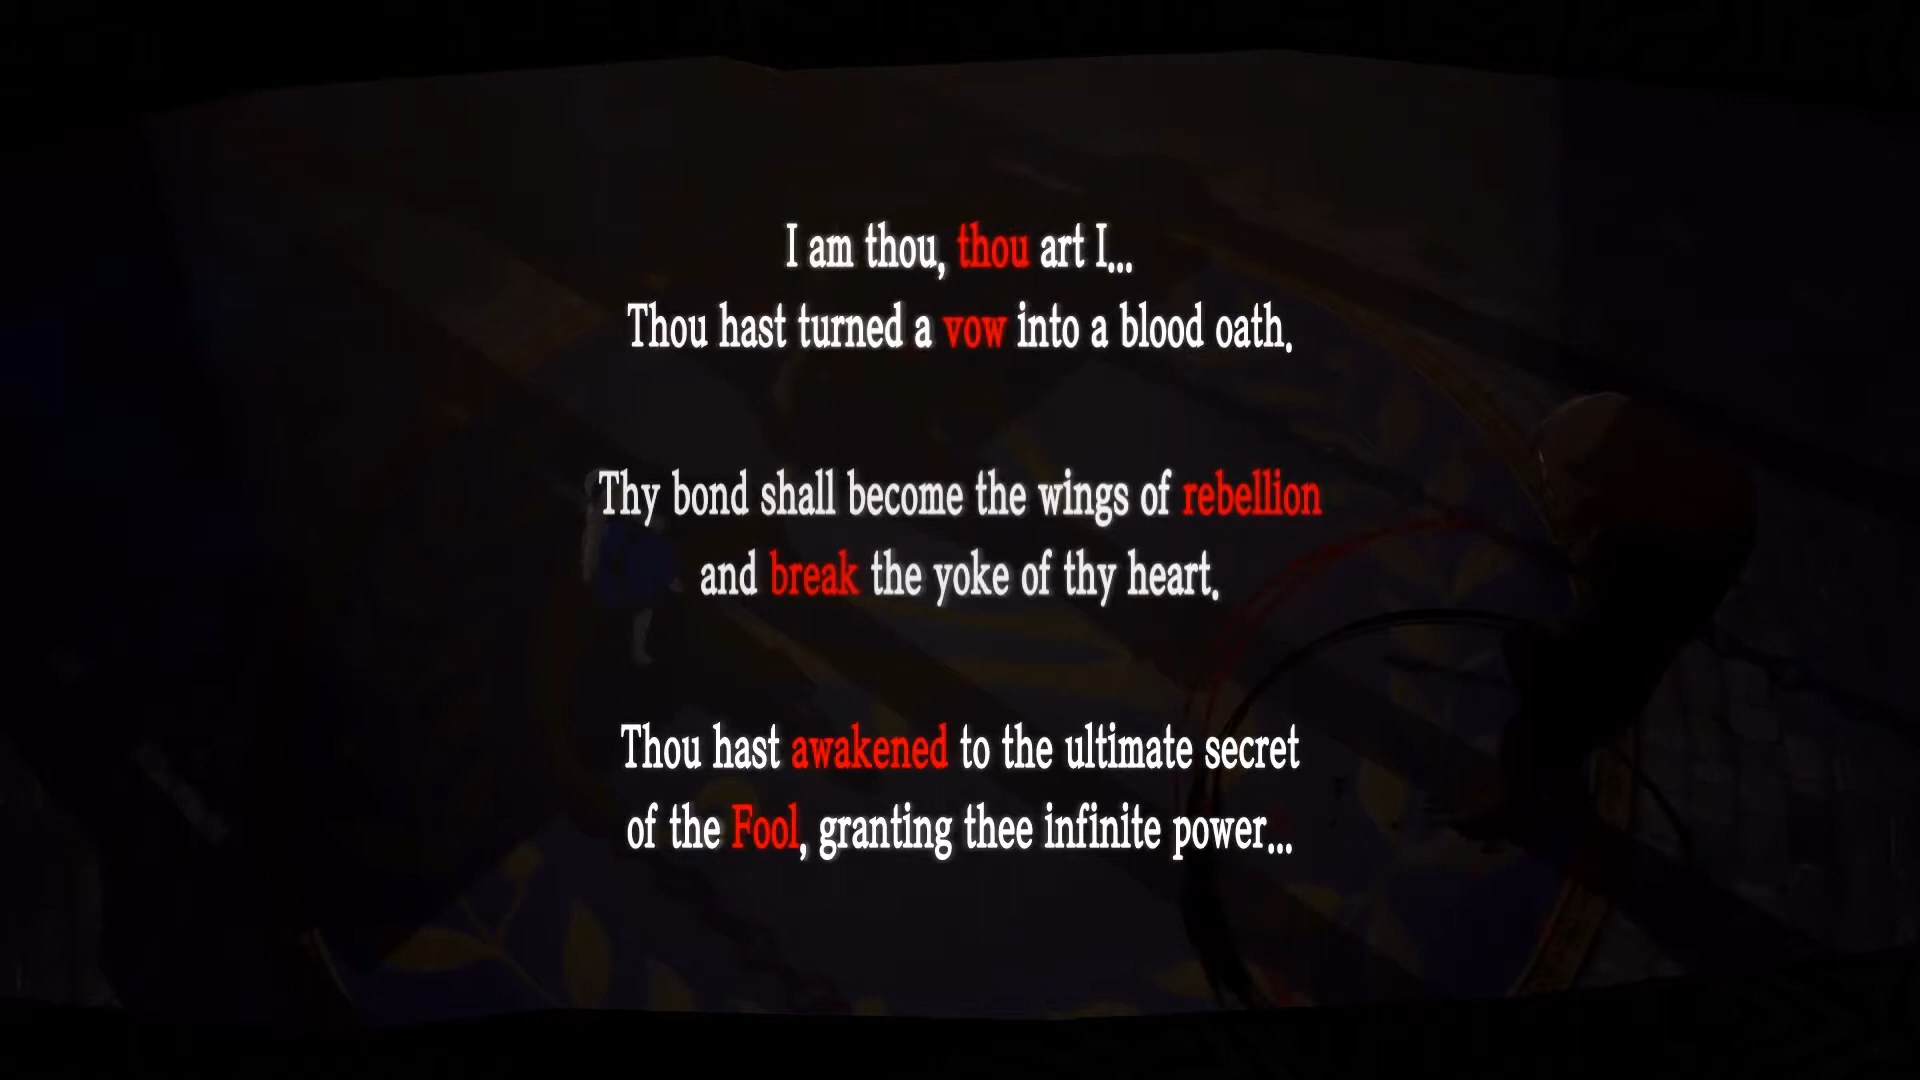 I am thou, thou art I...
Thou hast turned a vow into a blood oath.
Thy bond shall become the wings of rebellion
and break the yoke of thy heart.
Thou hast awakened to the ultimate secret
of the Fool, granting thee infinite power...